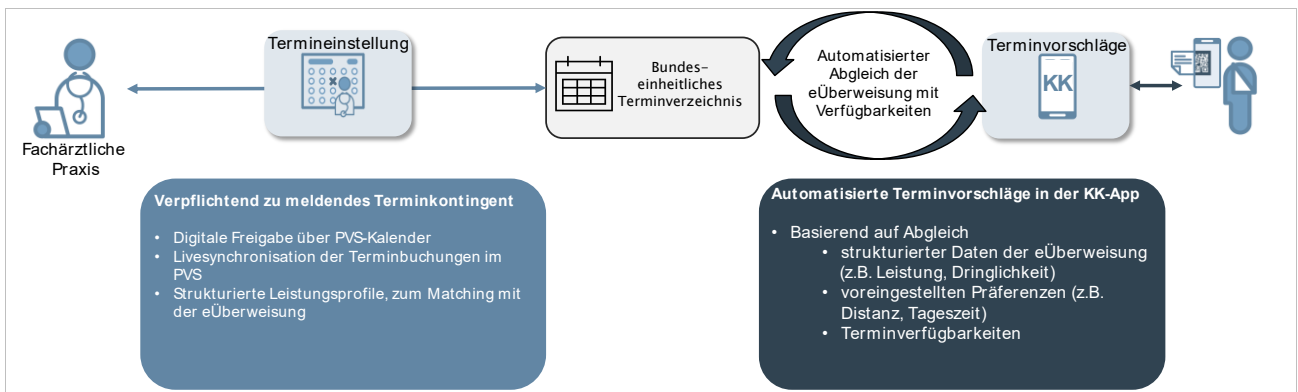 Termineinstellung
Fachärztliche
Praxis
Bundes-
einheitliches
Terminverzeichnis
Automatisierter
Abgleich der
eÜberweisung mit
Verfügbarkeiten
Terminvorschläge
KK
Verpflichtend zu meldendes Terminkontingent
• Digitale Freigabe über PVS-Kalender
• Livesynchronisation der Terminbuchungen im
PVS
• Strukturierte Leistungsprofile, zum Matching mit
der eÜberweisung
Automatisierte Terminvorschläge in der KK-App
• Basierend auf Abgleich
• strukturierter Daten der eÜberweisung
(z.B. Leistung, Dringlichkeit)
• voreingestellten Präferenzen (z.B.
Distanz, Tageszeit)
• Terminverfügbarkeiten